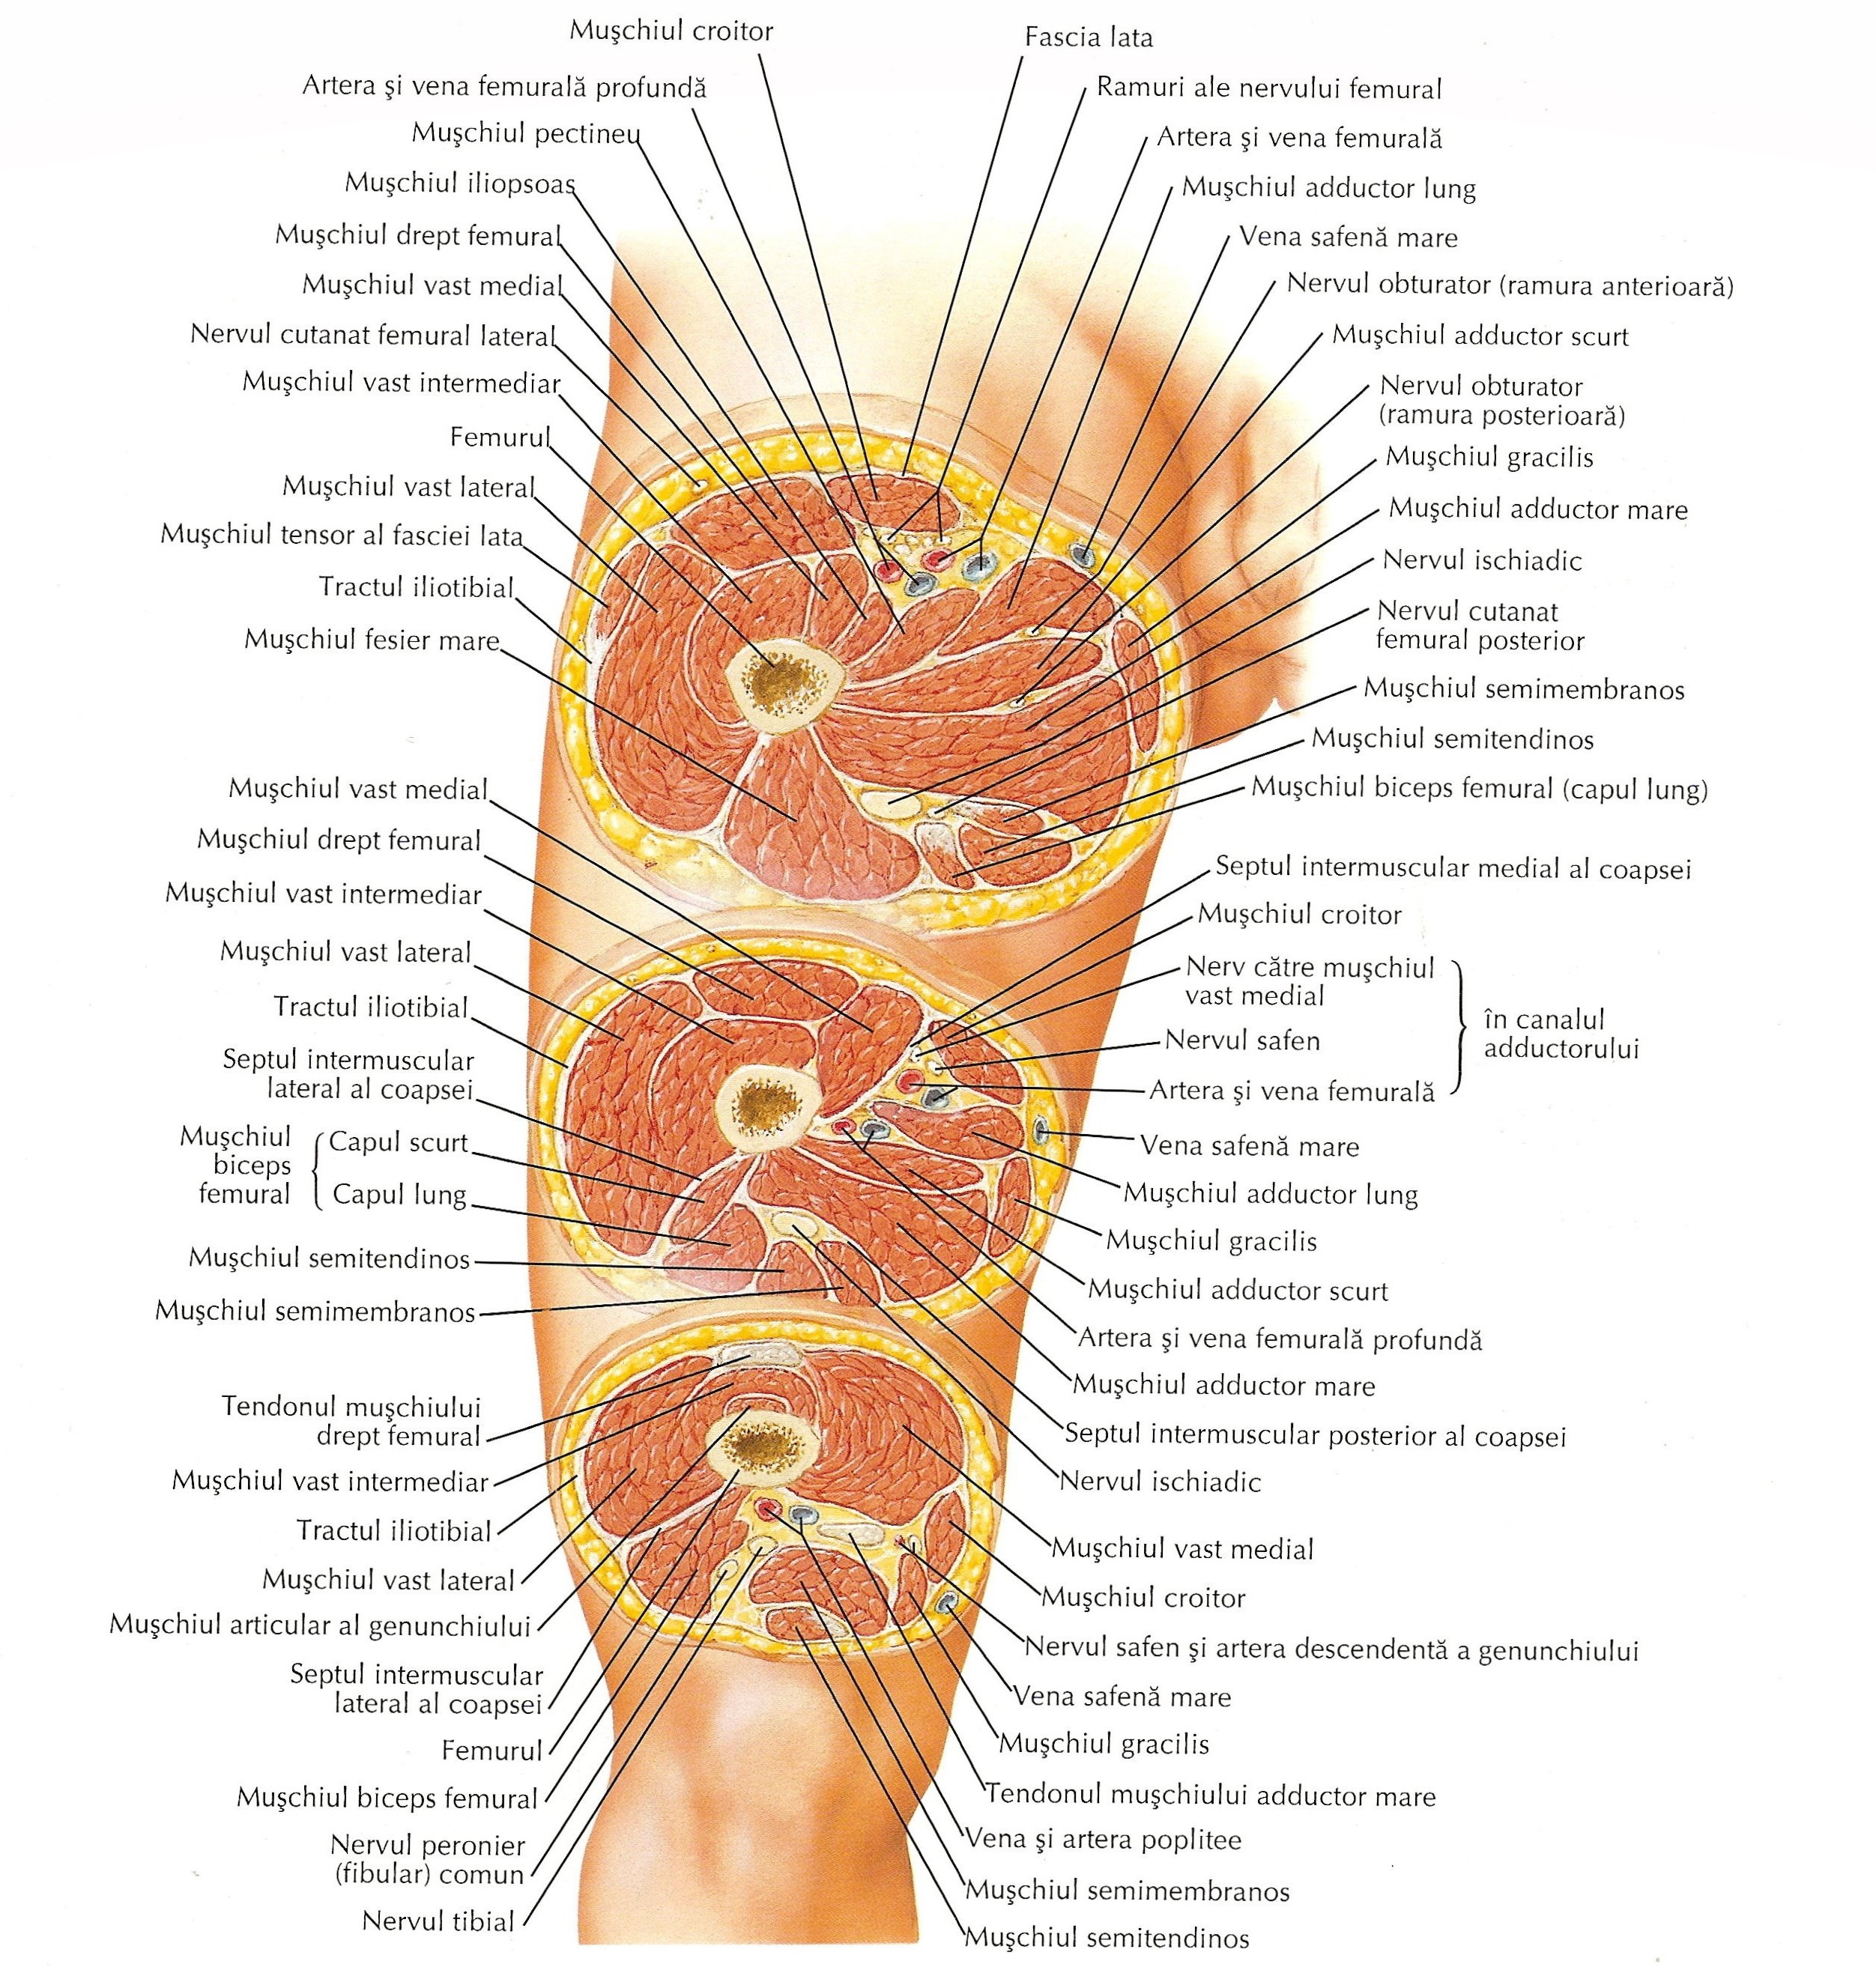 Muşchiul croitor
Artera şi vena femurală profundă
Muşchiul pectineu
Muşchiul iliopsoas
Muşchiul drept femural
Muşchiul vast medial
Nervul cutanat femural lateral
Muşchiul vast intermediar
Femurul
Muşchiul vast lateral
Muşchiul tensor al fasciei lata
Tractul iliotibial
Muşchiul fesier mare
Fascia lata
Ramuri ale nervului femural
Artera şi vena femurală
Muşchiul adductor lung
Vena safenă mare
Nervul obturator (ramura anterioară)
Muşchiul adductor scurt
Nervul obturator
(ramura posterioară)
Muşchiul gracilis
Muşchiul adductor mare
Nervul ischiadic
Nervul cutanat
femural posterior
Muşchiul semimembranos
Muşchiul semitendinos
Muşchiul biceps femural (capul lung)
Muşchiul vast medial
Muşchiul drept femural
Muşchiul vast intermediar
Muşchiul vast lateral
Tractul iliotibial
Septul intermuscular
lateral al coapsei
Muşchiul
biceps
femural
Capul scurt
Capul lung
Muşchiul semitendinos
Muşchiul semimembranos
Septul intermuscular medial al coapsei
Muşchiul croitor
Nerv către muşchiul
vast medial
Nervul safen
Artera şi vena femurală
în canalul
adductorului
Vena safenă mare
Muşchiul adductor lung
Muşchiul gracilis
Muşchiul adductor scurt
Artera şi vena femurală profundă
Muşchiul adductor mare
Septul intermuscular posterior al coapsei
Nervul ischiadic
Tendonul muşchiului
drept femural
Muşchiul vast intermediar
Tractul iliotibial
Muşchiul vast lateral
Muşchiul articular al genunchiului
Septul intermuscular
lateral al coapsei
Femurul
Muşchiul biceps femural
Nervul peronier
(fibular) comun
Nervul tibial
Muşchiul vast medial
Muşchiul croitor
Nervul safen şi artera descendentă a genunchiului
Vena safenă mare
Muşchiul gracilis
Tendonul muşchiului adductor mare
Vena şi artera poplitee
Muşchiul semimembranos
Muşchiul semitendinos